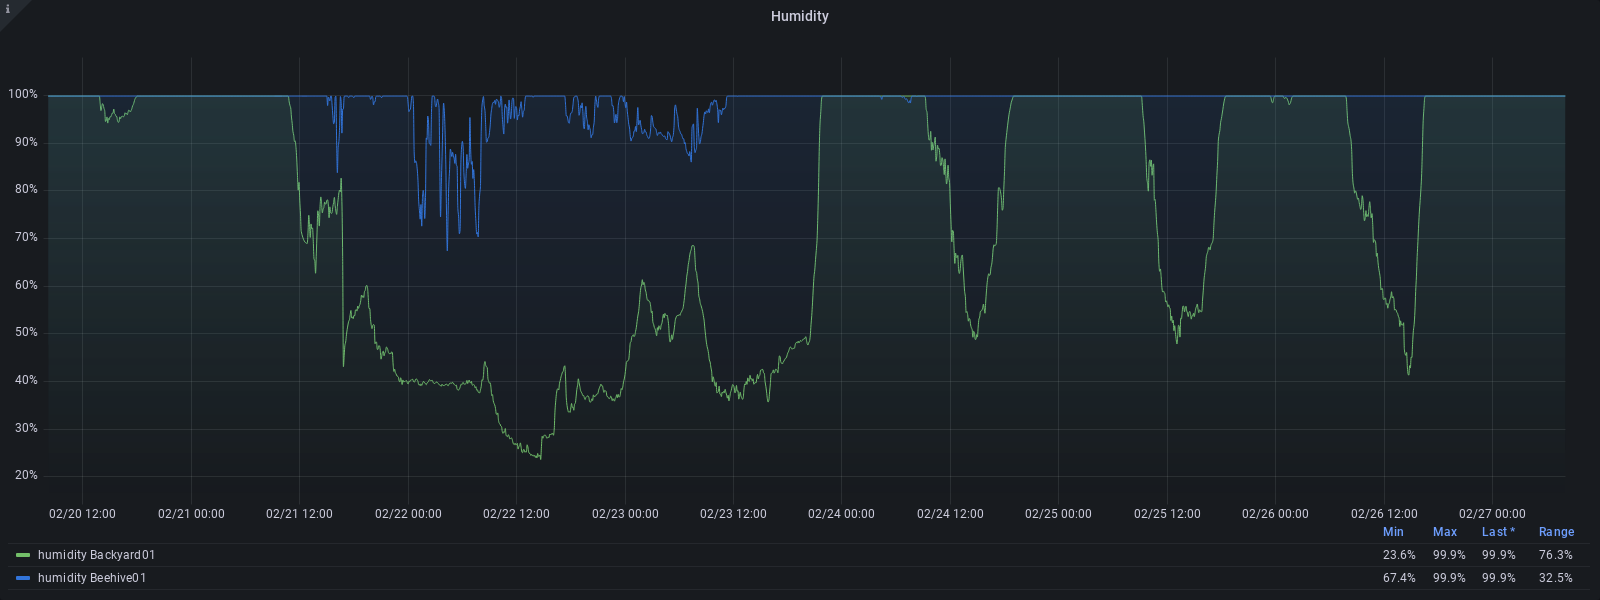 i
Humidity
100%
90%
80%
70%
60%
50%
40%
30%
20%
02/20 12:00 02/21 00:00 02/21 12:00 02/22 00:00 02/22 12:00 02/23 00:00 02/23 12:00 02/24 00:00 02/24 12:00 02/25 00:00 02/25 12:00 02/26 00:00 02/26 12:00 02/27 00:00
Min Max Last * Range
humidity Backyard01 23.6% 99.9% 99.9% 76.3%
humidity Beehive01 67.4% 99.9% 99.9% 32.5%